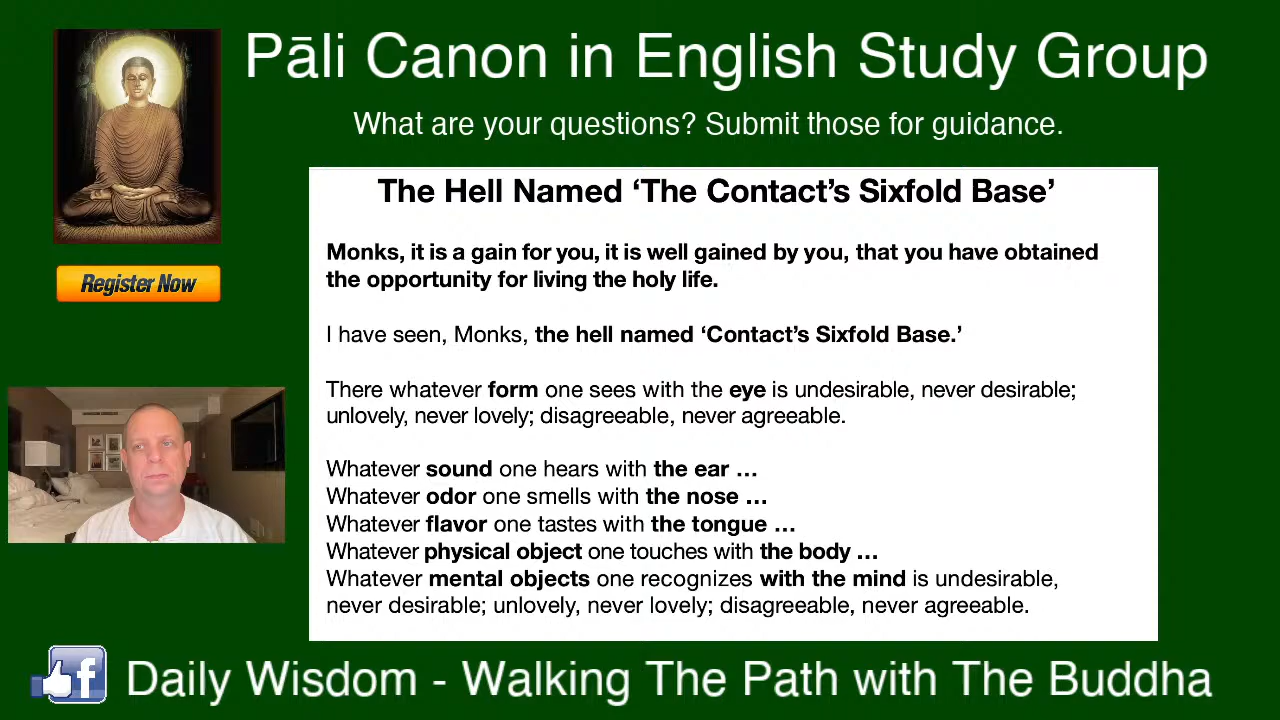 Pāli Canon in English Study Group
What are your questions? Submit those for guidance.
Register Now
The Hell Named ‘The Contact’s Sixfold Base’
Monks, it is a gain for you, it is well gained by you, that you have obtained
the opportunity for living the holy life.
I have seen, Monks, the hell named ‘Contact’s Sixfold Base.’
There whatever form one sees with the eye is undesirable, never desirable;
unlovely, never lovely; disagreeable, never agreeable.
Whatever sound one hears with the ear …
Whatever odor one smells with the nose …
Whatever flavor one tastes with the tongue …
Whatever physical object one touches with the body …
Whatever mental objects one recognizes with the mind is undesirable,
never desirable; unlovely, never lovely; disagreeable, never agreeable.
f Daily Wisdom - Walking The Path with The Buddha